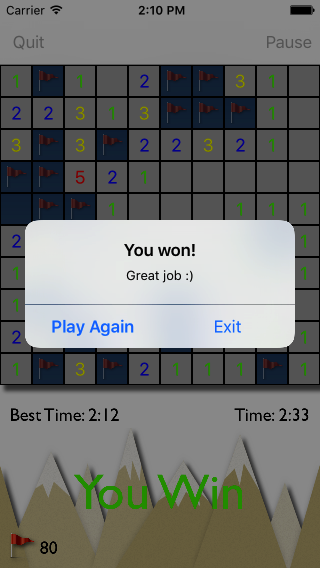 Carrier 2:10 PM
Quit Pause
1 1 2 3 1
2 2 3 1 3 1
3 3 2 2 3 2 1
5 2 1
1 1 1 1
You won!
Great job :)
Play Again Exit
2
1
1
2
1 3 2 1 1 1 1
Best Time: 2:12 Time: 2:33
You Win
80